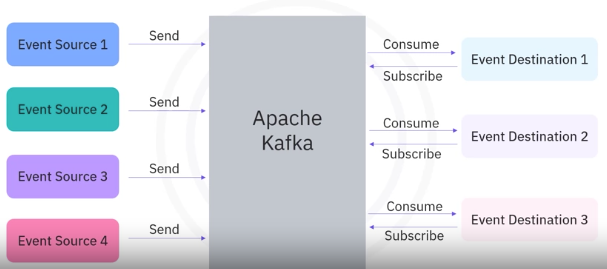 Event Source 1
Send
Event Source 2
Send
Event Source 3
Send
Event Source 4
Send
Apache
Kafka
Consume
Subscribe
Event Destination 1
Consume
Subscribe
Event Destination 2
Consume
Subscribe
Event Destination 3